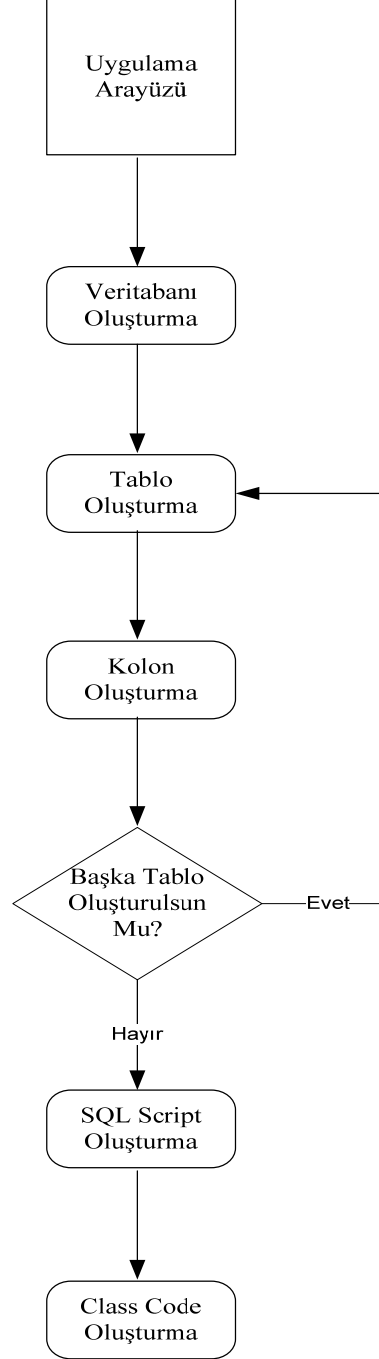 Uygulama
Arayüzü
Veritabanı
Oluşturma
Tablo
Oluşturma
Kolon
Oluşturma
Başka Tablo
Oluşturulsun
Mu?
Evet
Hayır
SQL Script
Oluşturma
Class Code
Oluşturma